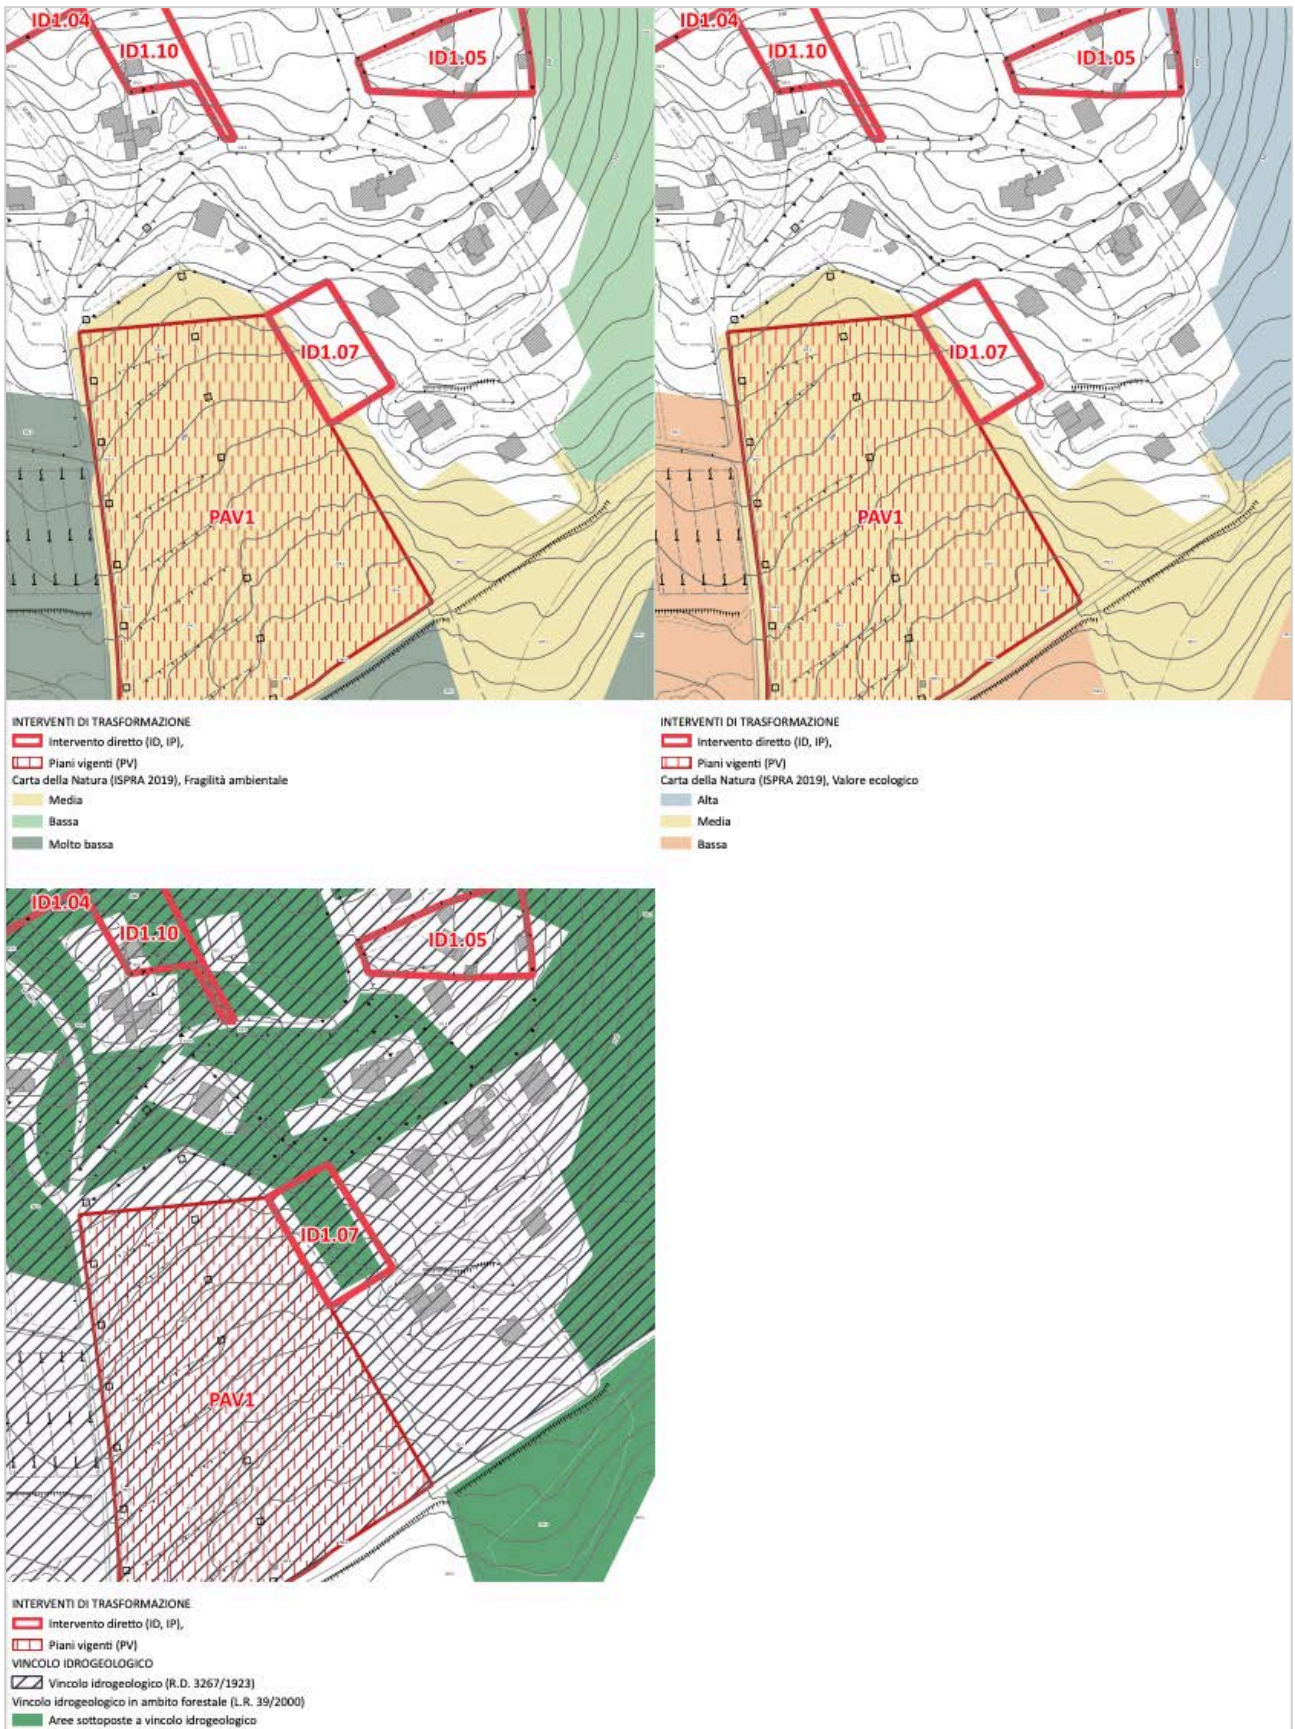 ID1.04
ID1.10
ID1.05
ID1.07
PAV1
INTERVENTI DI TRASFORMAZIONE
Intervento diretto (ID, IP),
Piani vigenti (PV)
Carta della Natura (ISPRA 2019), Fragilità ambientale
Media
Bassa
Molto bassa
ID1.04
ID1.10
ID1.05
ID1.07
PAV1
INTERVENTI DI TRASFORMAZIONE
Intervento diretto (ID, IP),
Piani vigenti (PV)
Carta della Natura (ISPRA 2019), Valore ecologico
Alta
Media
Bassa
ID1.04
ID1.10
ID1.05
ID1.07
PAV1
INTERVENTI DI TRASFORMAZIONE
Intervento diretto (ID, IP),
Piani vigenti (PV)
VINCOLO IDROGEOLOGICO
Vincolo idrogeologico (R.D. 3267/1923)
Vincolo idrogeologico in ambito forestale (L.R. 39/2000)
Aree sottoposte a vincolo idrogeologico